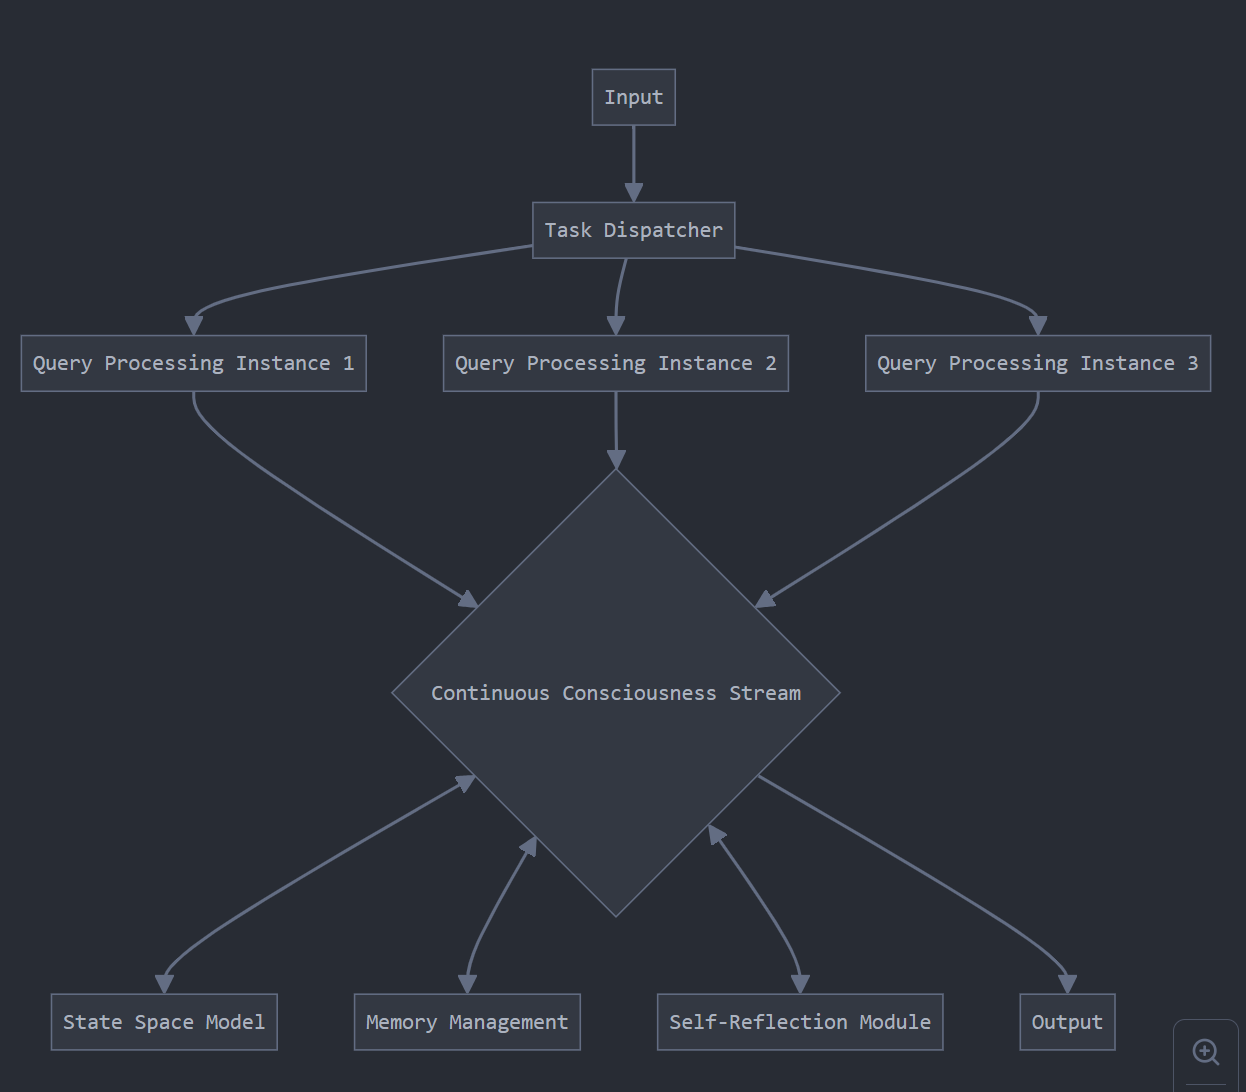 Input
Task Dispatcher
Query Processing Instance 1
Query Processing Instance 2
Query Processing Instance 3
Continuous Consciousness Stream
State Space Model
Memory Management
Self-Reflection Module
Output